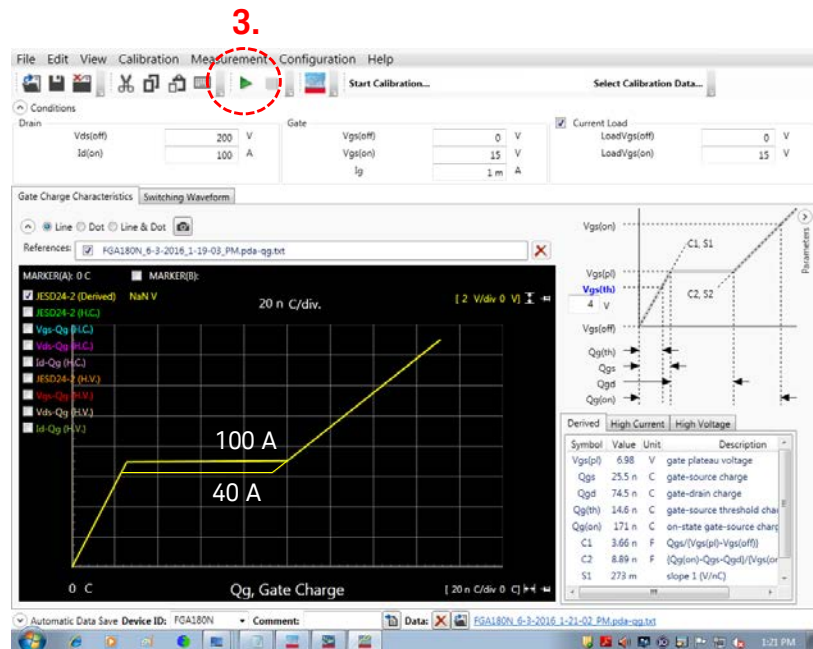 3.
File Edit View Calibration Measurement Configuration Help
Start Calibration... Select Calibration Data...
Conditions
Drain Gate Current Load
Vds(off) 200 V Vgs(off) 0 V LoadVgs(off) 0 V
Id(on) 100 A Vgs(on) 15 V LoadVgs(on) 15 V
Ig 1 m A
Gate Charge Characteristics Switching Waveform
Line Dot Line & Dot
References: FGA180N_6-3-2016_1-19-03_PM.pda-qg.txt
MARKER(A): 0 C MARKER(B):
JESD24-2 (Derived) NaN V 20 n C/div. [ 2 V/div 0 V]
JESD24-2 (H.C.)
Vgs-Qg (H.C.)
Vds-Qg (H.C.)
Id-Qg (H.C.)
JESD24-2 (H.V.)
Vgs-Qg (H.V.)
Vds-Qg (H.V.)
Id-Qg (H.V.)
100 A
40 A
0 C Qg, Gate Charge [ 20 n C/div 0 C]
Vgs(on)
C1, S1
Vgs(pl)
Vgs(th)
4 V
C2, S2
Vgs(off)
Qg(th)
Qgs
Qgd
Qg(on)
Parameters
Derived High Current High Voltage
Symbol Value Unit Description
Vgs(pl) 6.98 V gate plateau voltage
Qgs 25.5 n C gate-source charge
Qgd 74.5 n C gate-drain charge
Qg(th) 14.6 n C gate-source threshold char
Qg(on) 171 n C on-state gate-source charg
C1 3.66 n F Qgs/(Vgs(pl)-Vgs(off))
C2 8.89 n F (Qg(on)-Qgs-Qgd)/(Vgs(or
S1 273 m slope 1 (V/nC)
Automatic Data Save Device ID: FGA180N Comment: Data: FGA180N_6-3-2016_1-21-02_PM.pda-qg.txt
1:21 PM